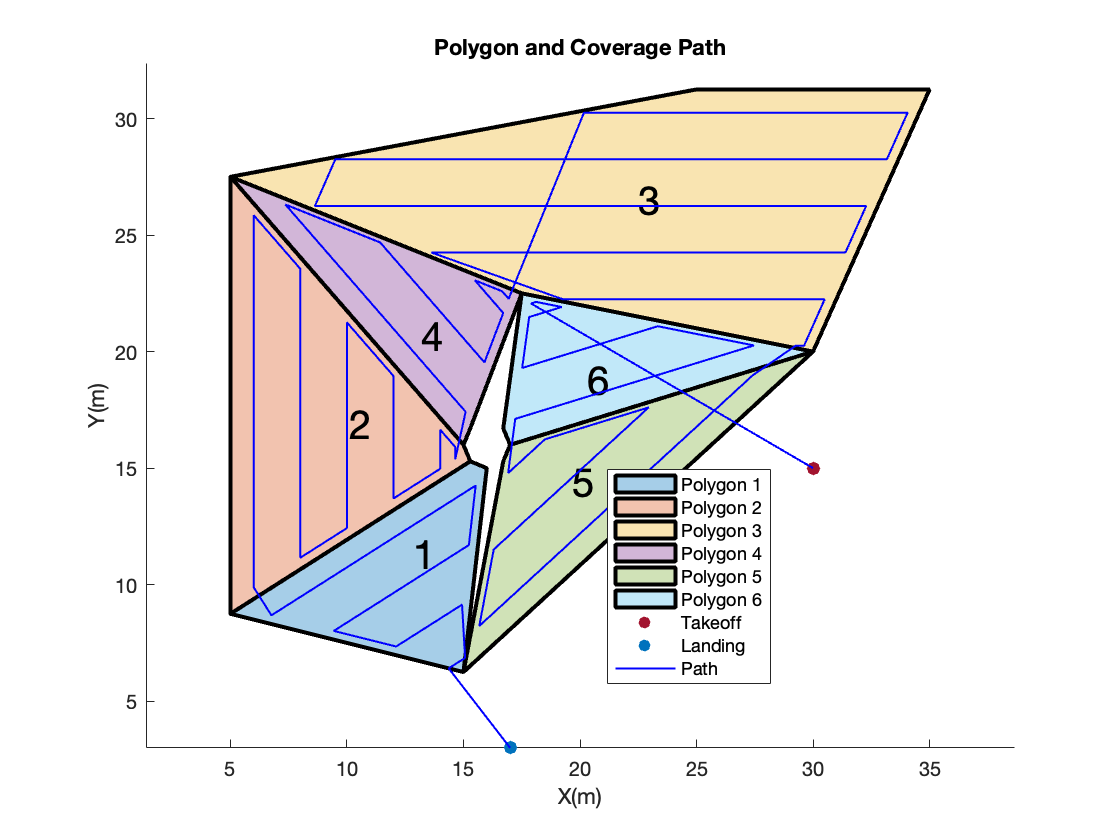 Polygon and Coverage Path
30
25
20
15
10
5
Y(m)
3
4
6
2
5
1
Polygon 1
Polygon 2
Polygon 3
Polygon 4
Polygon 5
Polygon 6
Takeoff
Landing
Path
5 10 15 20 25 30 35
X(m)